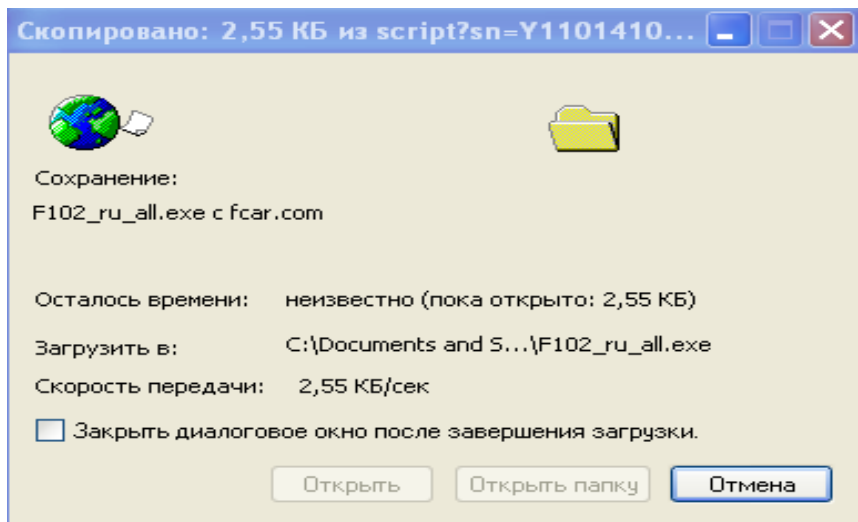 Скопировано: 2,55 КБ из script?sn=Y1101410...
Сохранение:
F102_ru_all.exe с fcar.com
Осталось времени: неизвестно (пока открыто: 2,55 КБ)
Загрузить в: C:\Documents and S...\F102_ru_all.exe
Скорость передачи: 2,55 КБ/сек
Закрыть диалоговое окно после завершения загрузки.
Открыть Открыть папку Отмена